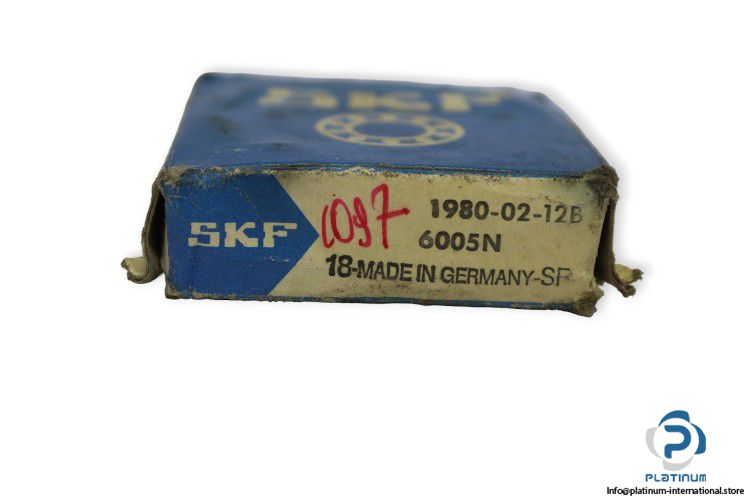 SKF
SKF
1097
1980-02-12B
6005N
18-MADE IN GERMANY-SF
PLATINUM
Info@platinum-international.store